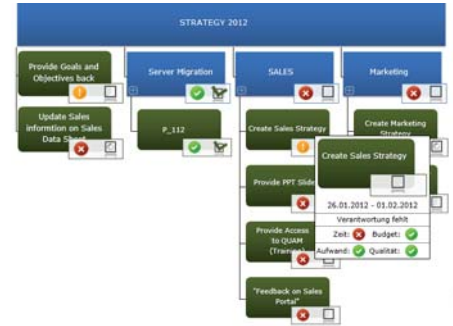 STRATEGY 2012
Provide Goals and
Objectives back
Server Migration
SALES
Marketing
Update Sales
informtion on Sales
Data Sheet
P_112
Create Sales Strategy
Create Marketing
Strategy
Create Sales Strategy
26.01.2012 - 01.02.2012
Verantwortung fehlt
Zeit: Budget:
Aufwand: Qualität:
Provide PPT Slide
Provide Access
to QUAM
(Training)
"Feedback on Sales
Portal"